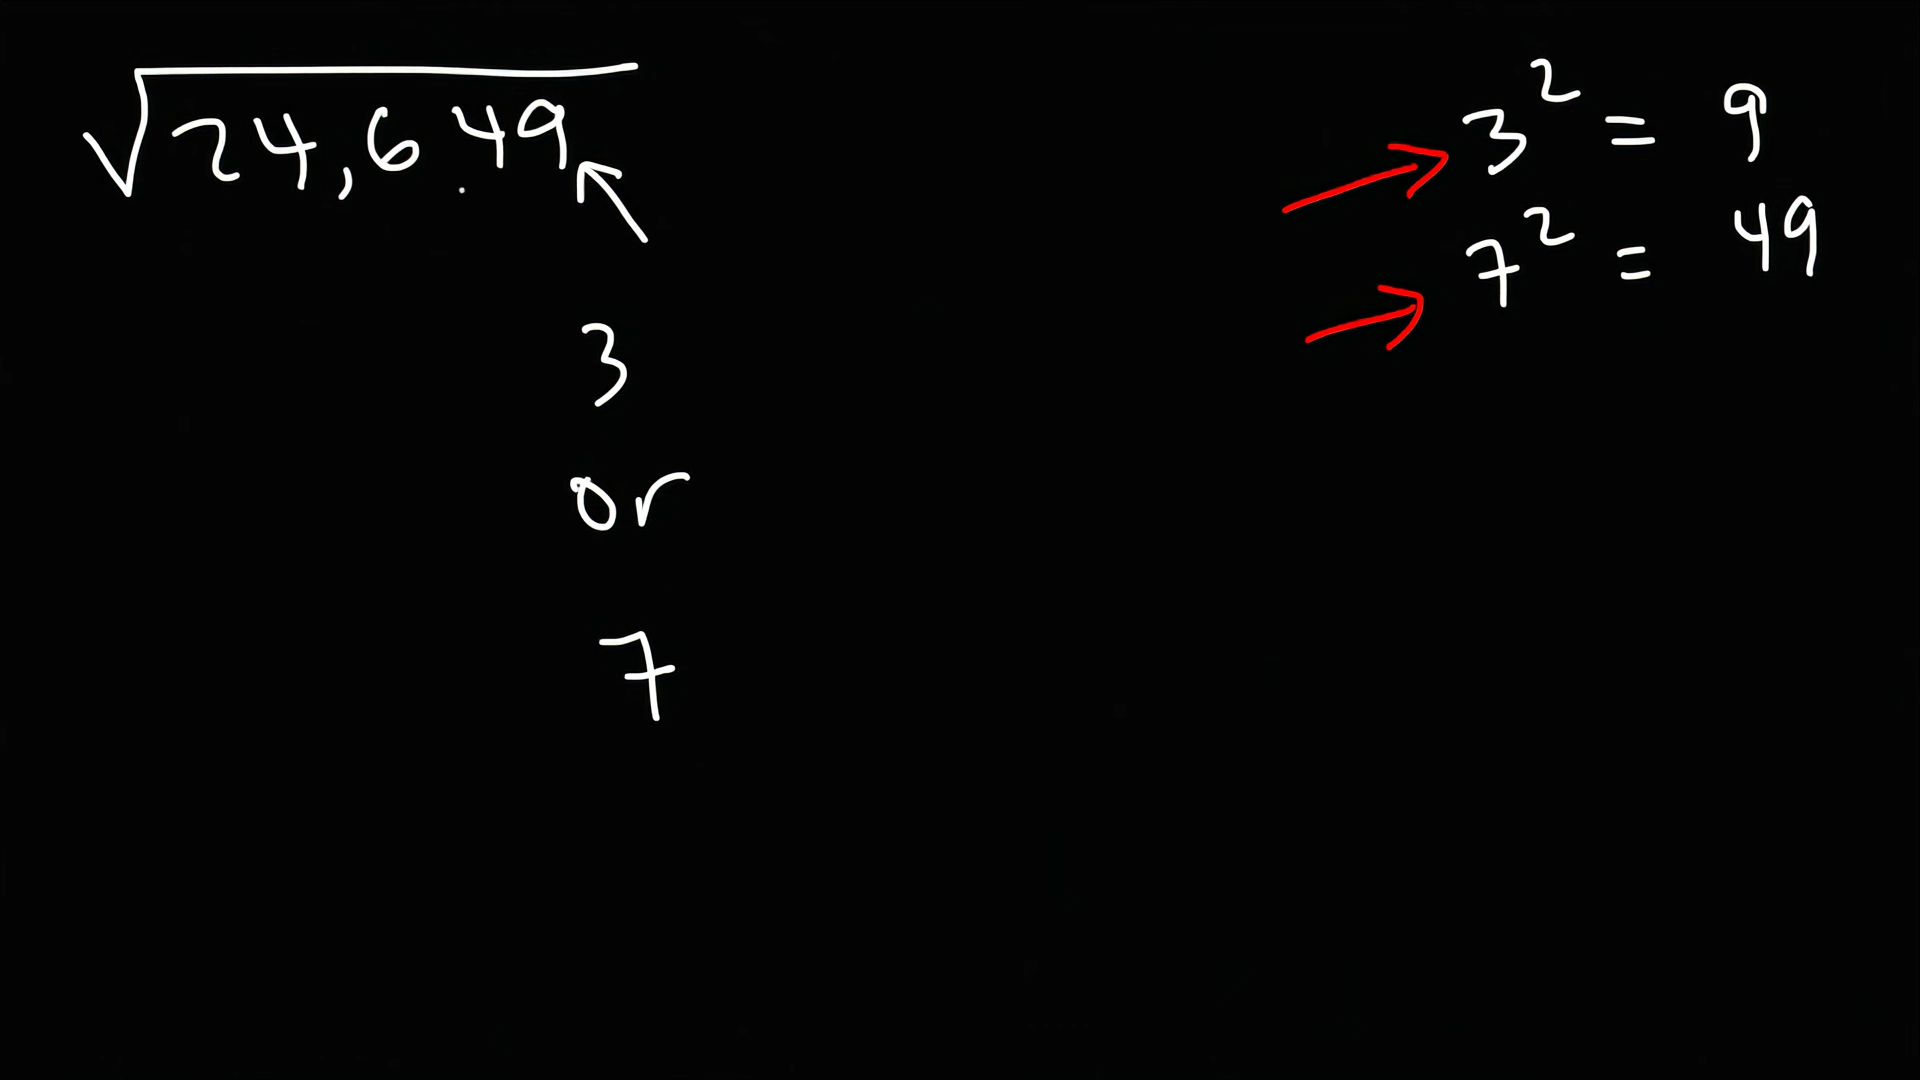 √24,649
3² = 9
7² = 49
3
or
7